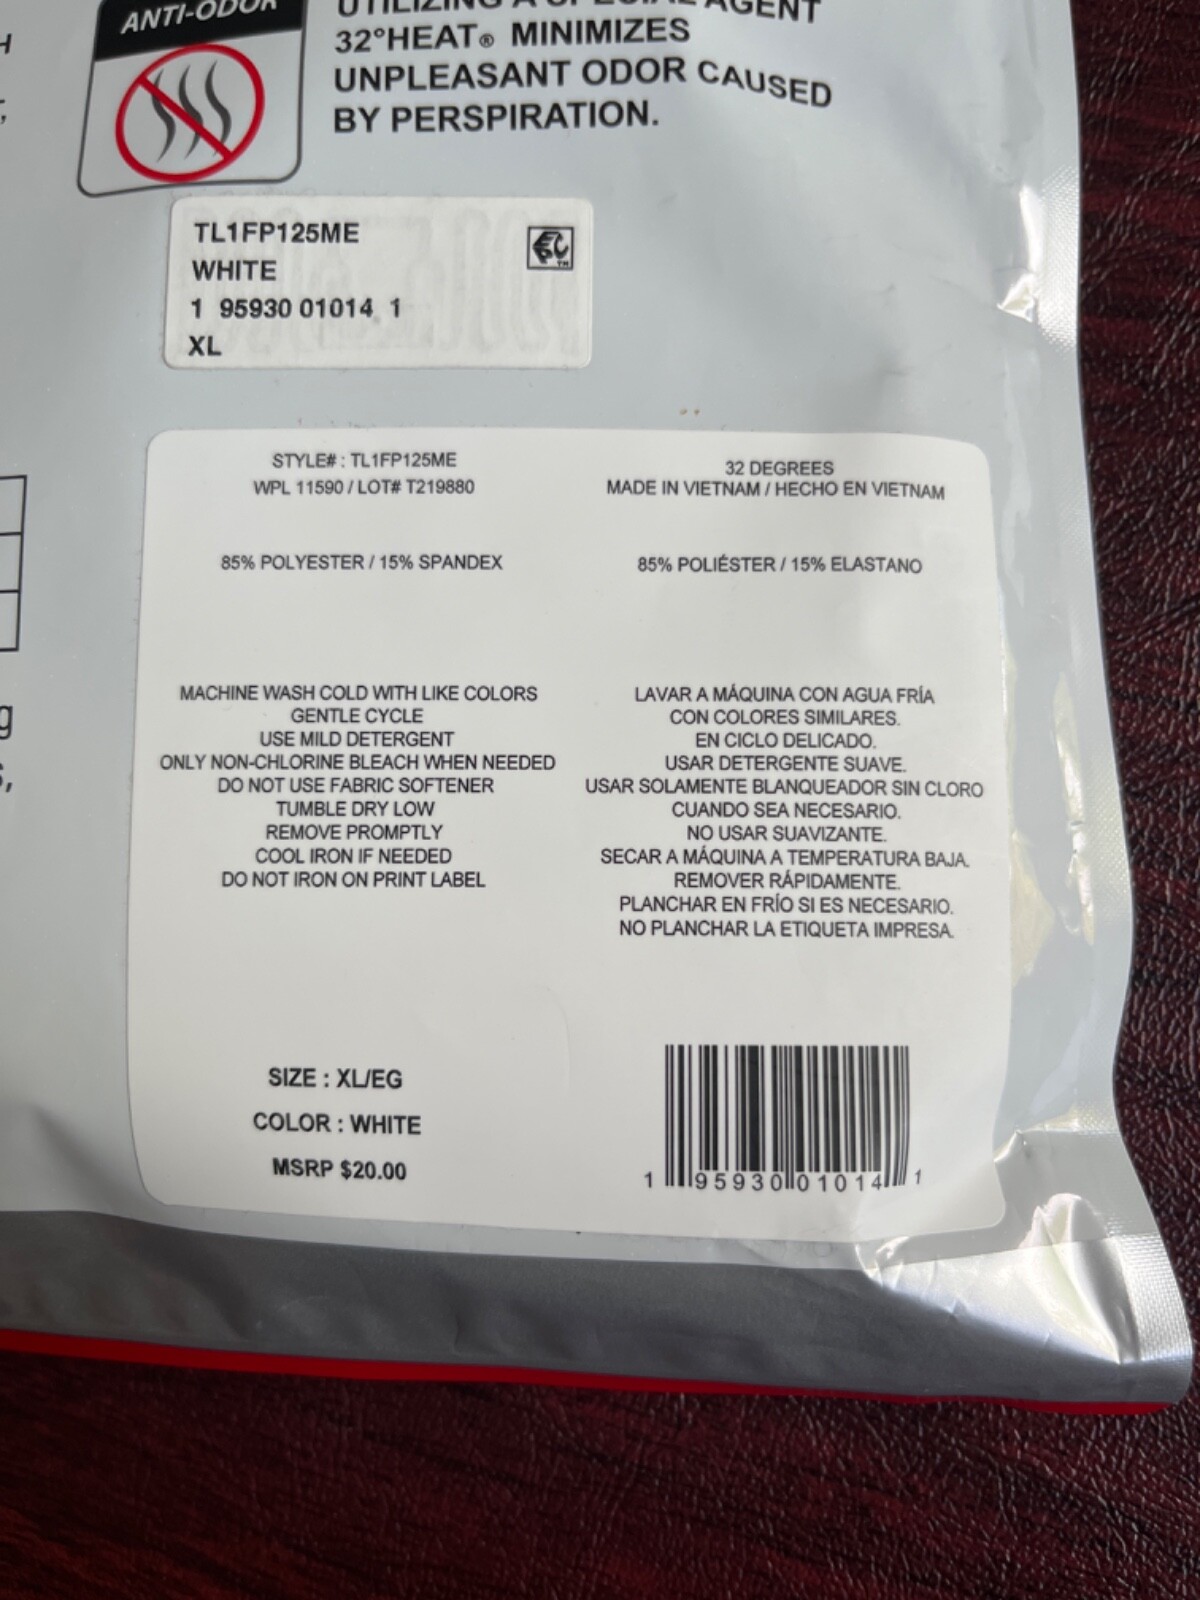 ANTI-ODOR
UTILIZING A SPECIAL AGENT
32°HEAT® MINIMIZES
UNPLEASANT ODOR CAUSED
BY PERSPIRATION.
TL1FP125ME
WHITE
1 95930 01014 1
XL
STYLE# : TL1FP125ME
WPL 11590 / LOT# T219880
85% POLYESTER / 15% SPANDEX
MACHINE WASH COLD WITH LIKE COLORS
GENTLE CYCLE
USE MILD DETERGENT
ONLY NON-CHLORINE BLEACH WHEN NEEDED
DO NOT USE FABRIC SOFTENER
TUMBLE DRY LOW
REMOVE PROMPTLY
COOL IRON IF NEEDED
DO NOT IRON ON PRINT LABEL
SIZE : XL/EG
COLOR : WHITE
MSRP $20.00
32 DEGREES
MADE IN VIETNAM / HECHO EN VIETNAM
85% POLIÉSTER / 15% ELASTANO
LAVAR A MÁQUINA CON AGUA FRÍA
CON COLORES SIMILARES.
EN CICLO DELICADO.
USAR DETERGENTE SUAVE.
USAR SOLAMENTE BLANQUEADOR SIN CLORO
CUANDO SEA NECESARIO.
NO USAR SUAVIZANTE.
SECAR A MÁQUINA A TEMPERATURA BAJA.
REMOVER RÁPIDAMENTE.
PLANCHAR EN FRÍO SI ES NECESARIO.
NO PLANCHAR LA ETIQUETA IMPRESA.
1 95930 01014 1